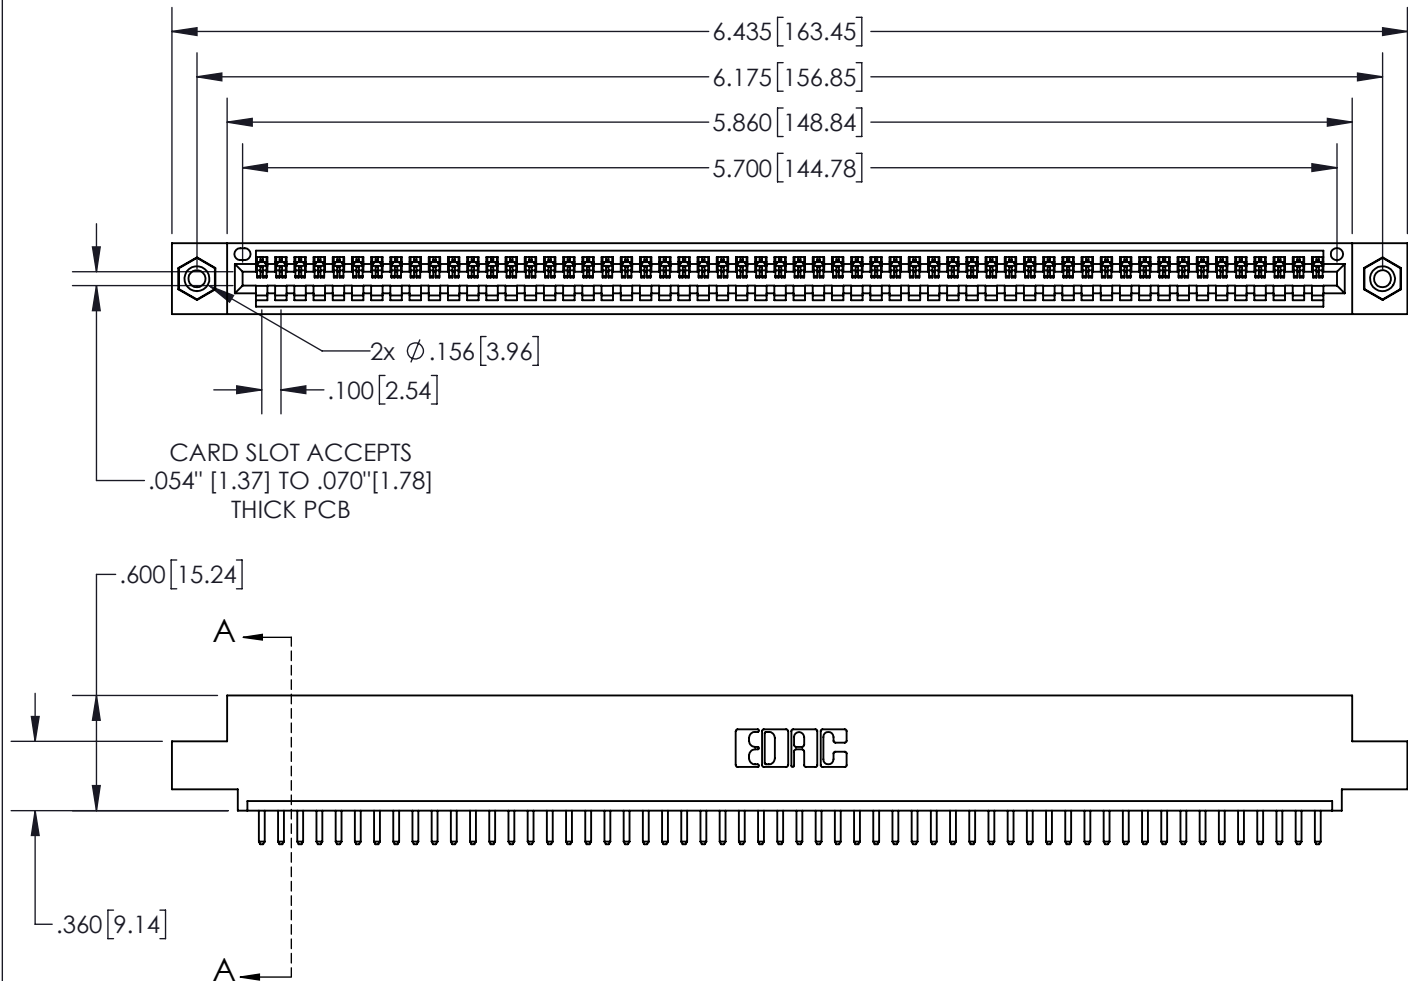 6.435[163.45]
6.175[156.85]
5.860[148.84]
5.700[144.78]
2x Ø.156[3.96]
.100[2.54]
CARD SLOT ACCEPTS
.054" [1.37] TO .070"[1.78]
THICK PCB
.600[15.24]
A
EDAC
.360[9.14]
A